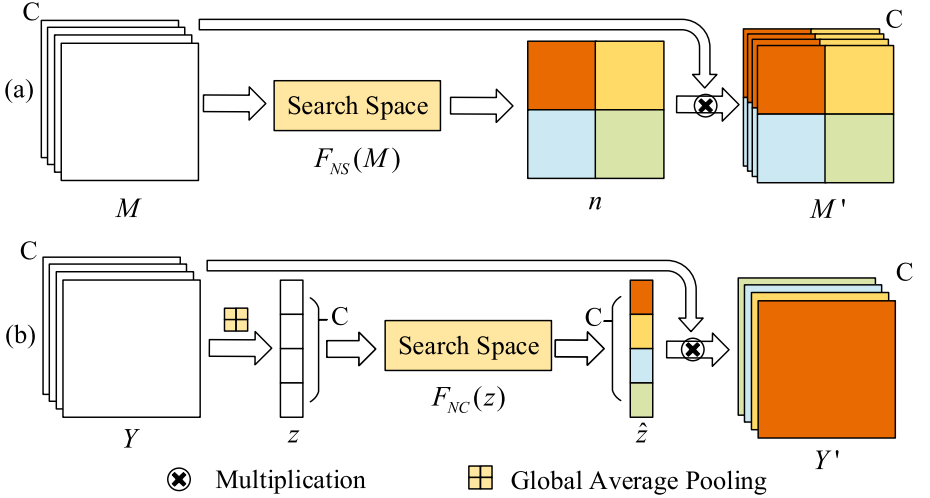 C
C
(a)
Search Space
F_NS(M)
M
n
M'
C
C
C
C
(b)
Search Space
F_NC(z)
Y
z
ẑ
Y'
Multiplication
Global Average Pooling